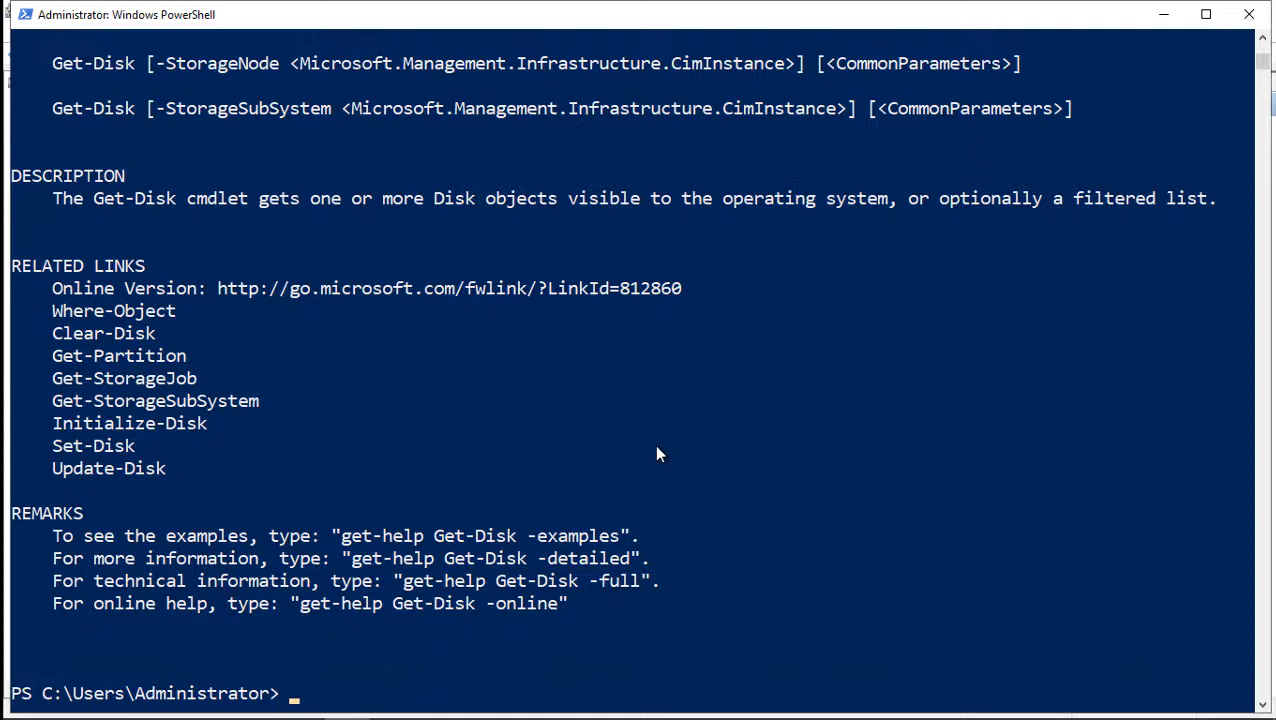 Administrator: Windows PowerShell
Get-Disk [-StorageNode <Microsoft.Management.Infrastructure.CimInstance>] [<CommonParameters>]
Get-Disk [-StorageSubSystem <Microsoft.Management.Infrastructure.CimInstance>] [<CommonParameters>]
DESCRIPTION
The Get-Disk cmdlet gets one or more Disk objects visible to the operating system, or optionally a filtered list.
RELATED LINKS
Online Version: http://go.microsoft.com/fwlink/?LinkId=812860
Where-Object
Clear-Disk
Get-Partition
Get-StorageJob
Get-StorageSubSystem
Initialize-Disk
Set-Disk
Update-Disk
REMARKS
To see the examples, type: "get-help Get-Disk -examples".
For more information, type: "get-help Get-Disk -detailed".
For technical information, type: "get-help Get-Disk -full".
For online help, type: "get-help Get-Disk -online"
PS C:\Users\Administrator>